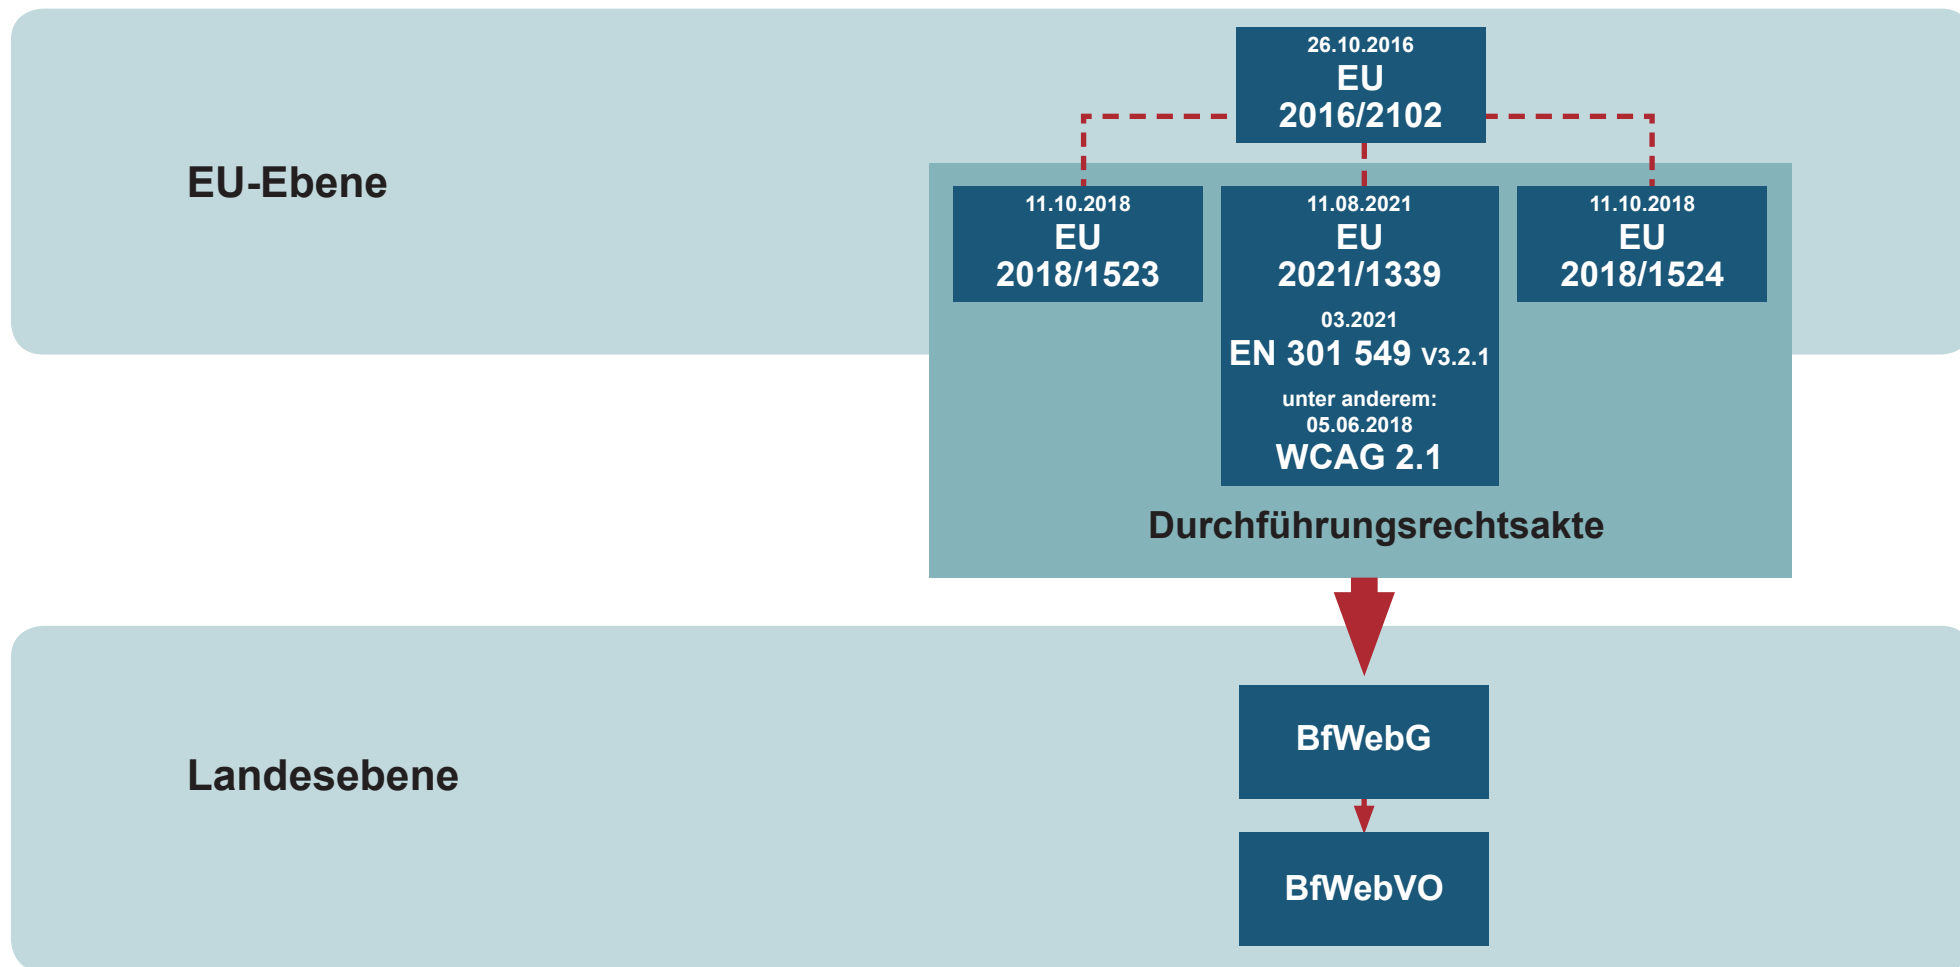 EU-Ebene
26.10.2016
EU
2016/2102
11.10.2018
EU
2018/1523
11.08.2021
EU
2021/1339
03.2021
EN 301 549 V3.2.1
unter anderem:
05.06.2018
WCAG 2.1
11.10.2018
EU
2018/1524
Durchführungsrechtsakte
Landesebene
BfWebG
BfWebVO